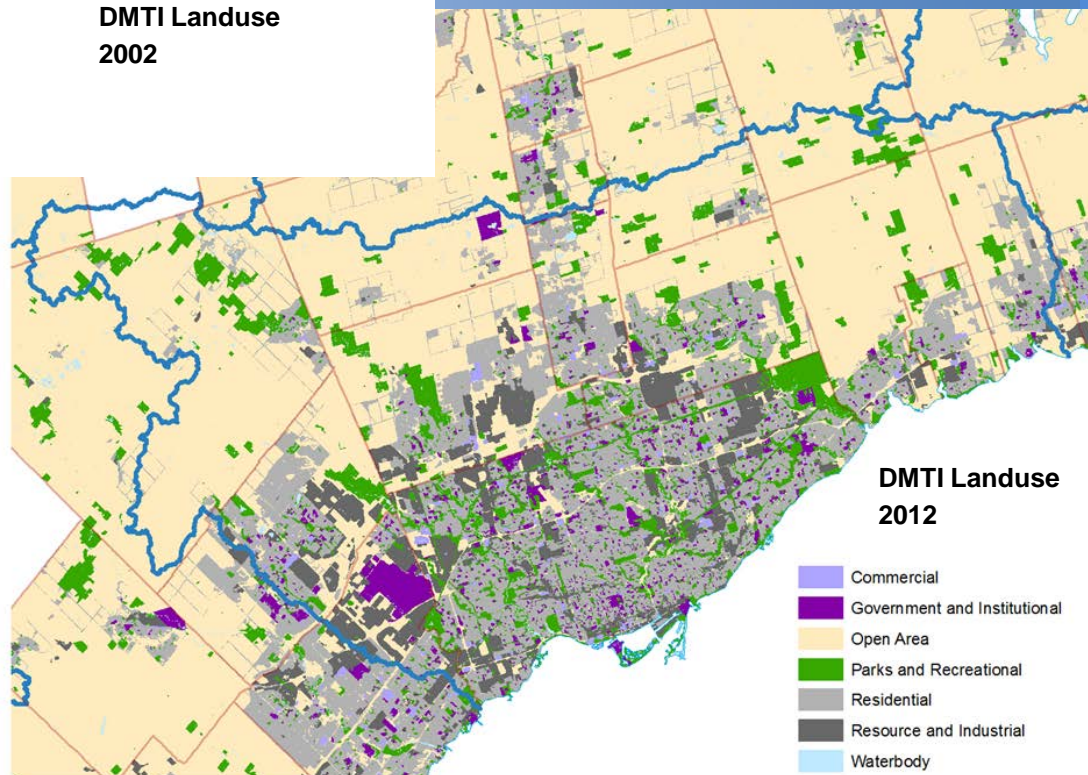 DMTI Landuse
2002
DMTI Landuse
2012
Commercial
Government and Institutional
Open Area
Parks and Recreational
Residential
Resource and Industrial
Waterbody